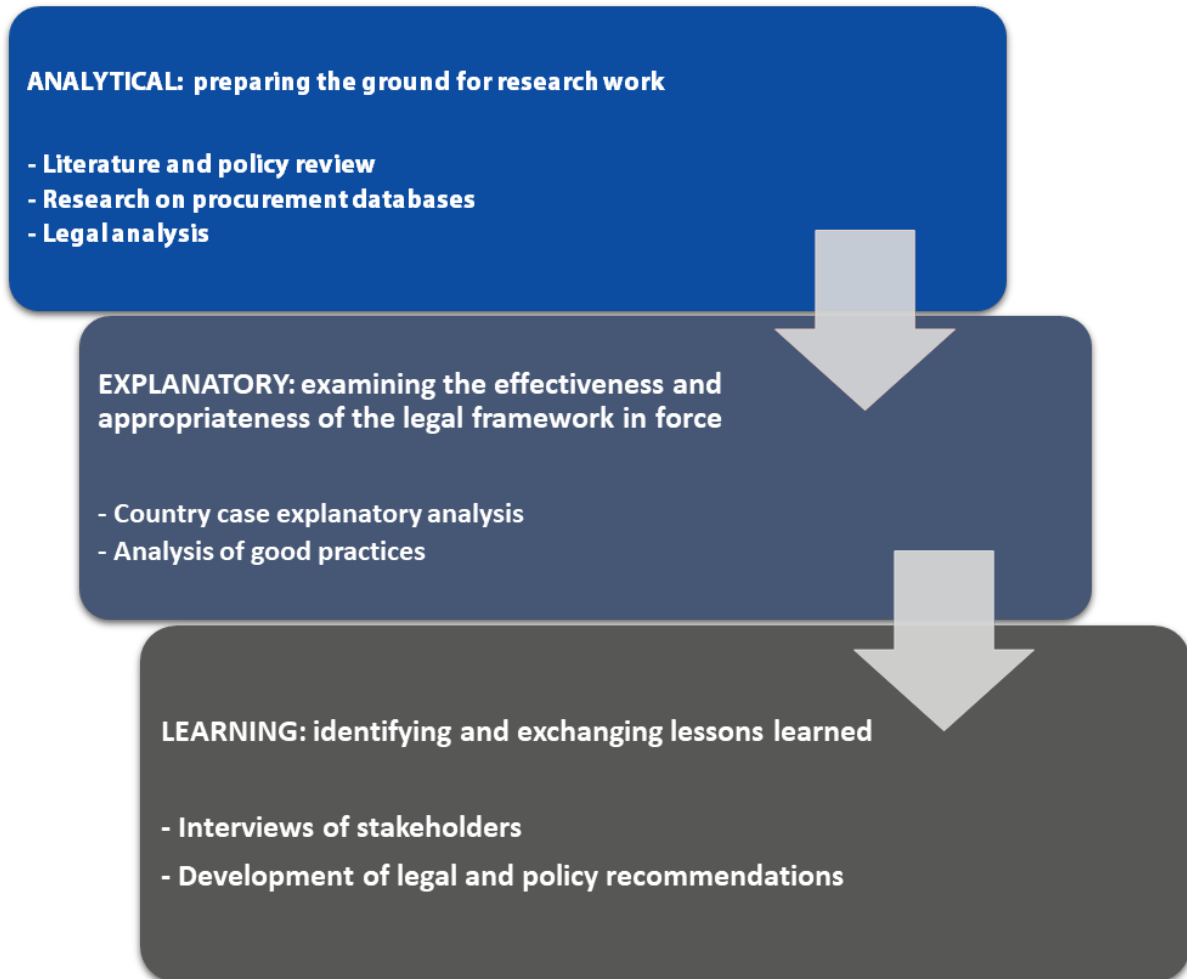 ANALYTICAL: preparing the ground for research work
- Literature and policy review
- Research on procurement databases
- Legal analysis
EXPLANATORY: examining the effectiveness and
appropriateness of the legal framework in force
- Country case explanatory analysis
- Analysis of good practices
LEARNING: identifying and exchanging lessons learned
- Interviews of stakeholders
- Development of legal and policy recommendations